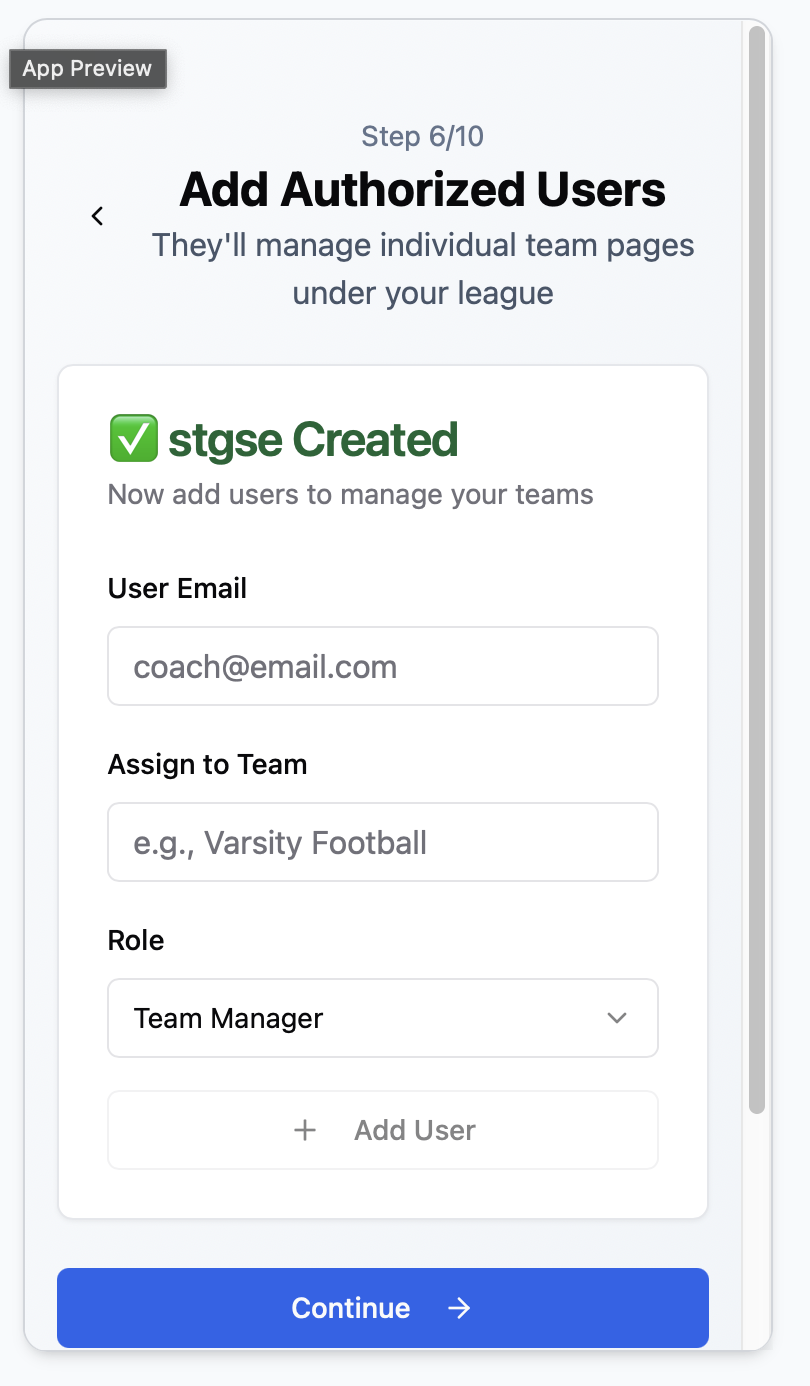 App Preview
Step 6/10
Add Authorized Users
They'll manage individual team pages
under your league
✅ stgse Created
Now add users to manage your teams
User Email
coach@email.com
Assign to Team
e.g., Varsity Football
Role
Team Manager
+ Add User
Continue →